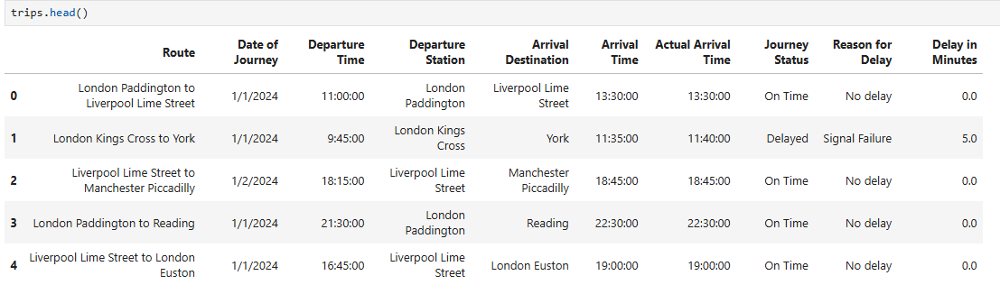 trips.head()
Route Date of Journey Departure Time Departure Station Arrival Destination Arrival Time Actual Arrival Time Journey Status Reason for Delay Delay in Minutes
0 London Paddington to Liverpool Lime Street 1/1/2024 11:00:00 London Paddington Liverpool Lime Street 13:30:00 13:30:00 On Time No delay 0.0
1 London Kings Cross to York 1/1/2024 9:45:00 London Kings Cross York 11:35:00 11:40:00 Delayed Signal Failure 5.0
2 Liverpool Lime Street to Manchester Piccadilly 1/2/2024 18:15:00 Liverpool Lime Street Manchester Piccadilly 18:45:00 18:45:00 On Time No delay 0.0
3 London Paddington to Reading 1/1/2024 21:30:00 London Paddington Reading 22:30:00 22:30:00 On Time No delay 0.0
4 Liverpool Lime Street to London Euston 1/1/2024 16:45:00 Liverpool Lime Street London Euston 19:00:00 19:00:00 On Time No delay 0.0